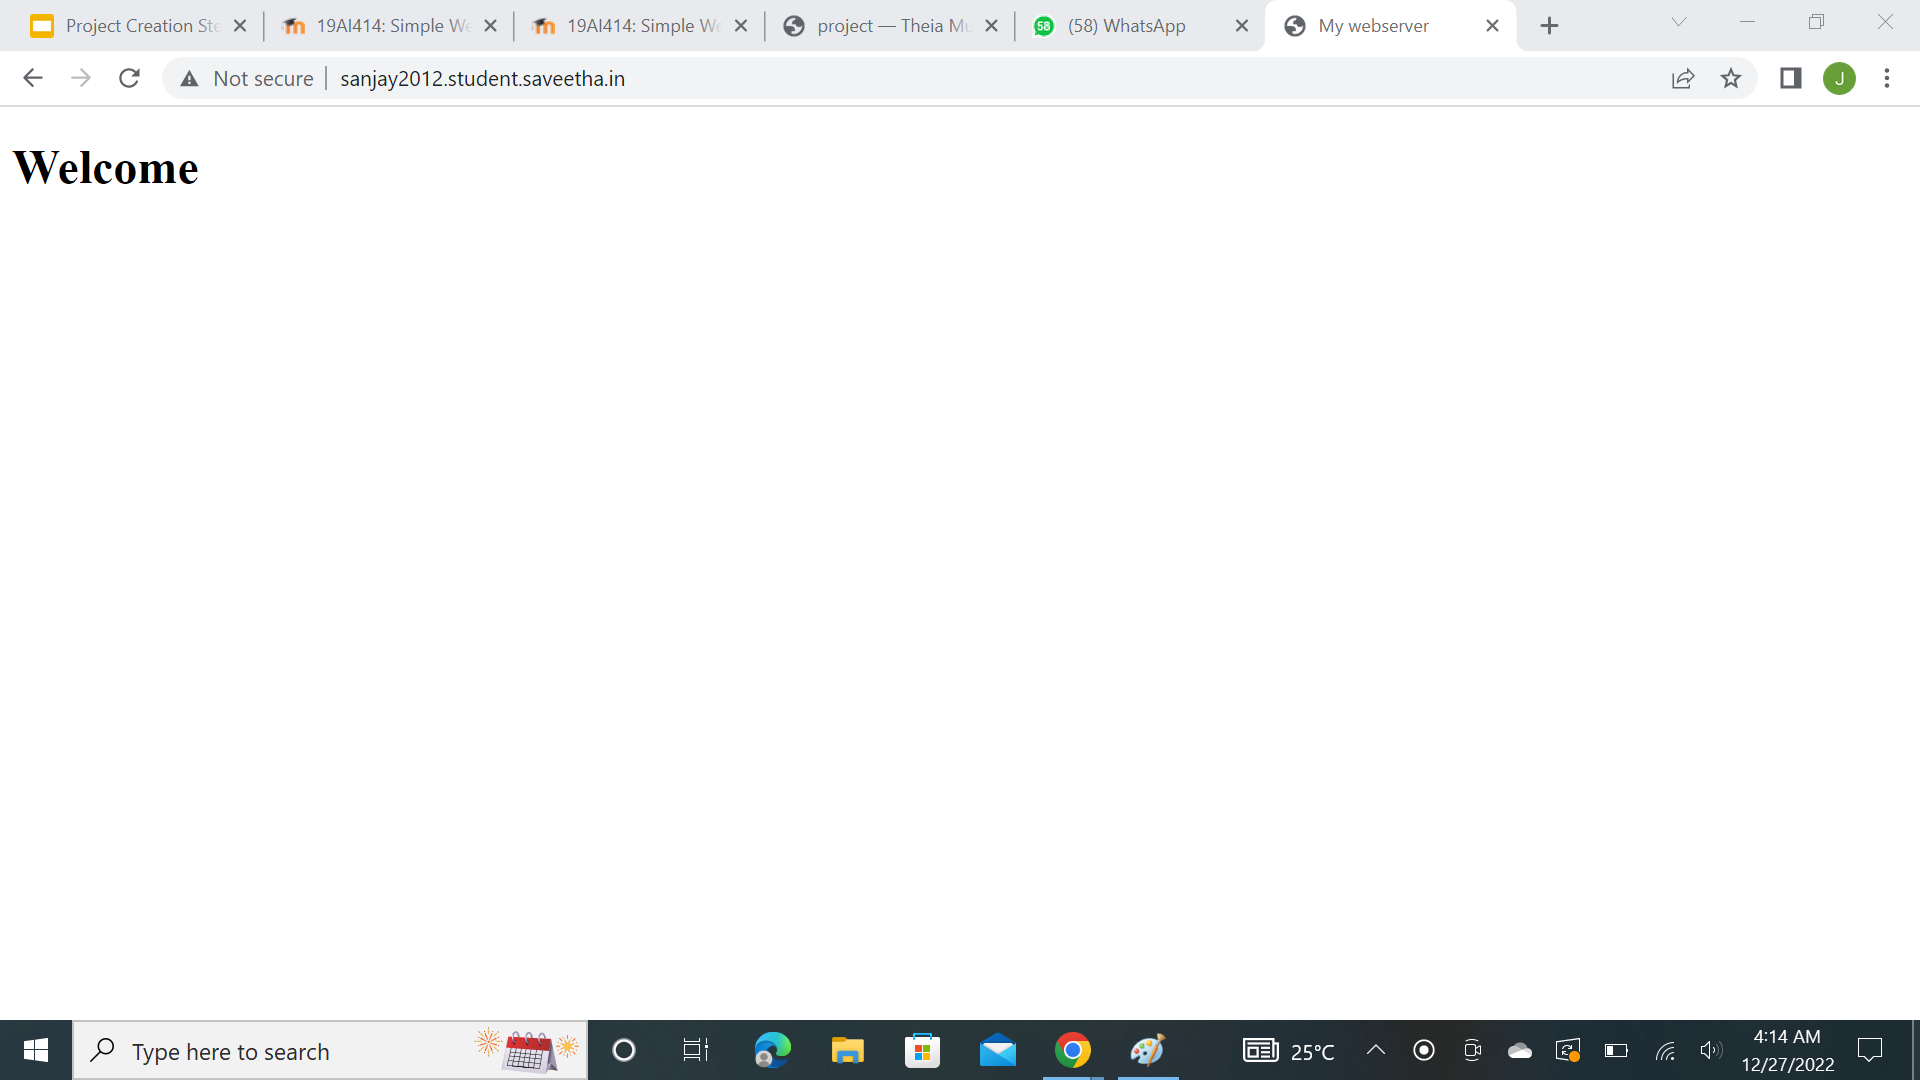 Project Creation Ste
19AI414: Simple We
19AI414: Simple We
project — Theia Mu
58
(58) WhatsApp
My webserver
Not secure
sanjay2012.student.saveetha.in
J
Welcome
Type here to search
25°C
4:14 AM
12/27/2022